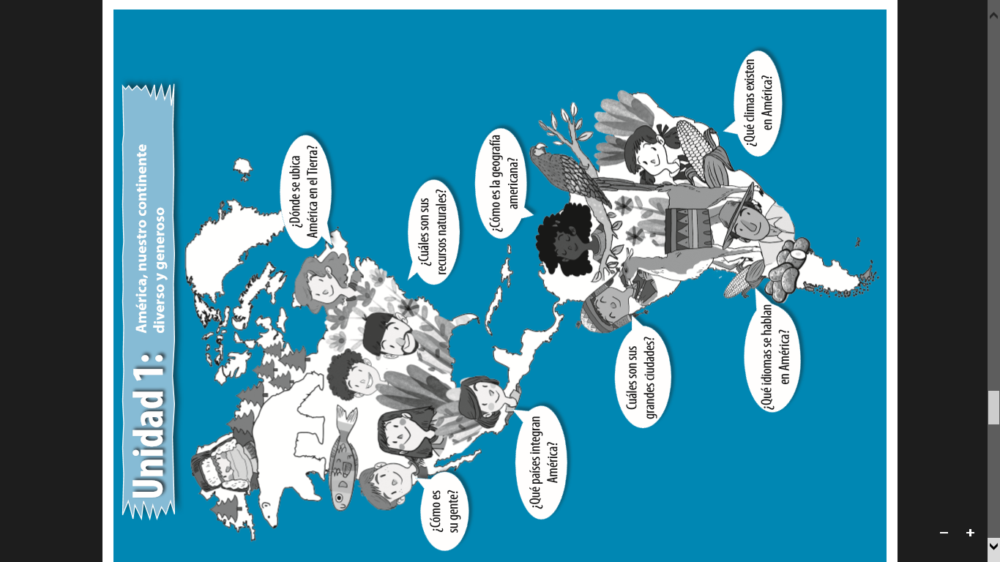 Unidad 1:
América, nuestro continente
diverso y generoso
¿Dónde se ubica
América en el Tierra?
¿Cuáles son sus
recursos naturales?
¿Cómo es la geografía
americana?
¿Qué climas existen
en América?
¿Cómo es
su gente?
¿Qué países integran
América?
Cuáles son sus
grandes ciudades?
¿Qué idiomas se hablan
en América?